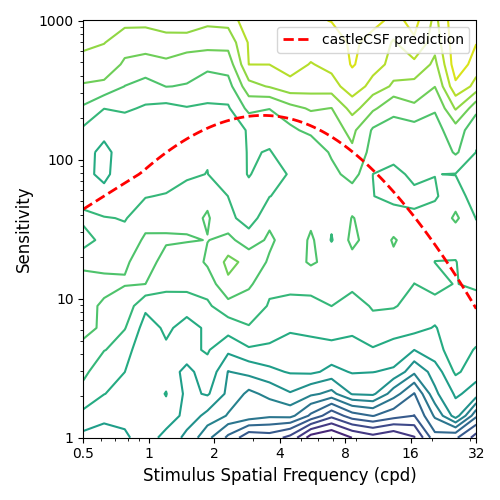 1000
castleCSF prediction
100
Sensitivity
10
1
0.5 1 2 4 8 16 32
Stimulus Spatial Frequency (cpd)